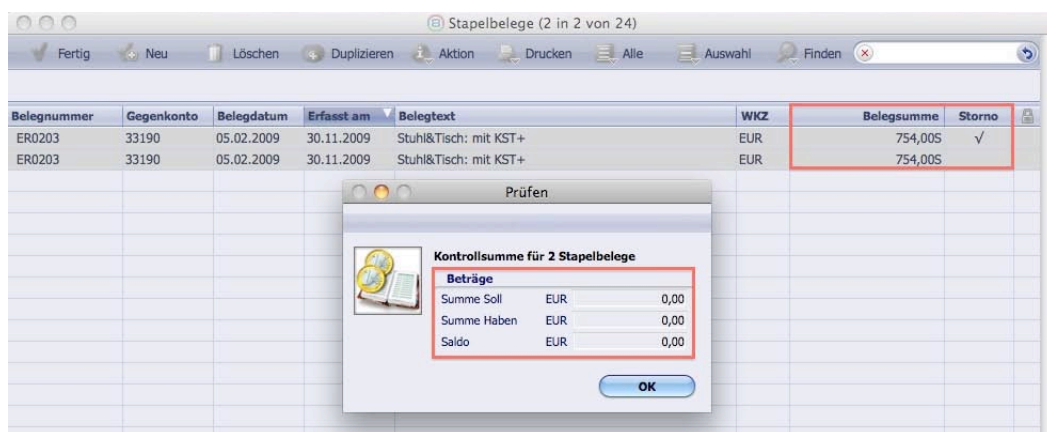 Stapelbelege (2 in 2 von 24)
Fertig Neu Löschen Duplizieren Aktion Drucken Alle Auswahl Finden
Belegnummer Gegenkonto Belegdatum Erfasst am Belegtext WKZ Belegsumme Storno
ER0203 33190 05.02.2009 30.11.2009 Stuhl&Tisch: mit KST+ EUR 754,00S √
ER0203 33190 05.02.2009 30.11.2009 Stuhl&Tisch: mit KST+ EUR 754,00S
Prüfen
Kontrollsumme für 2 Stapelbelege
Beträge
Summe Soll EUR 0,00
Summe Haben EUR 0,00
Saldo EUR 0,00
OK